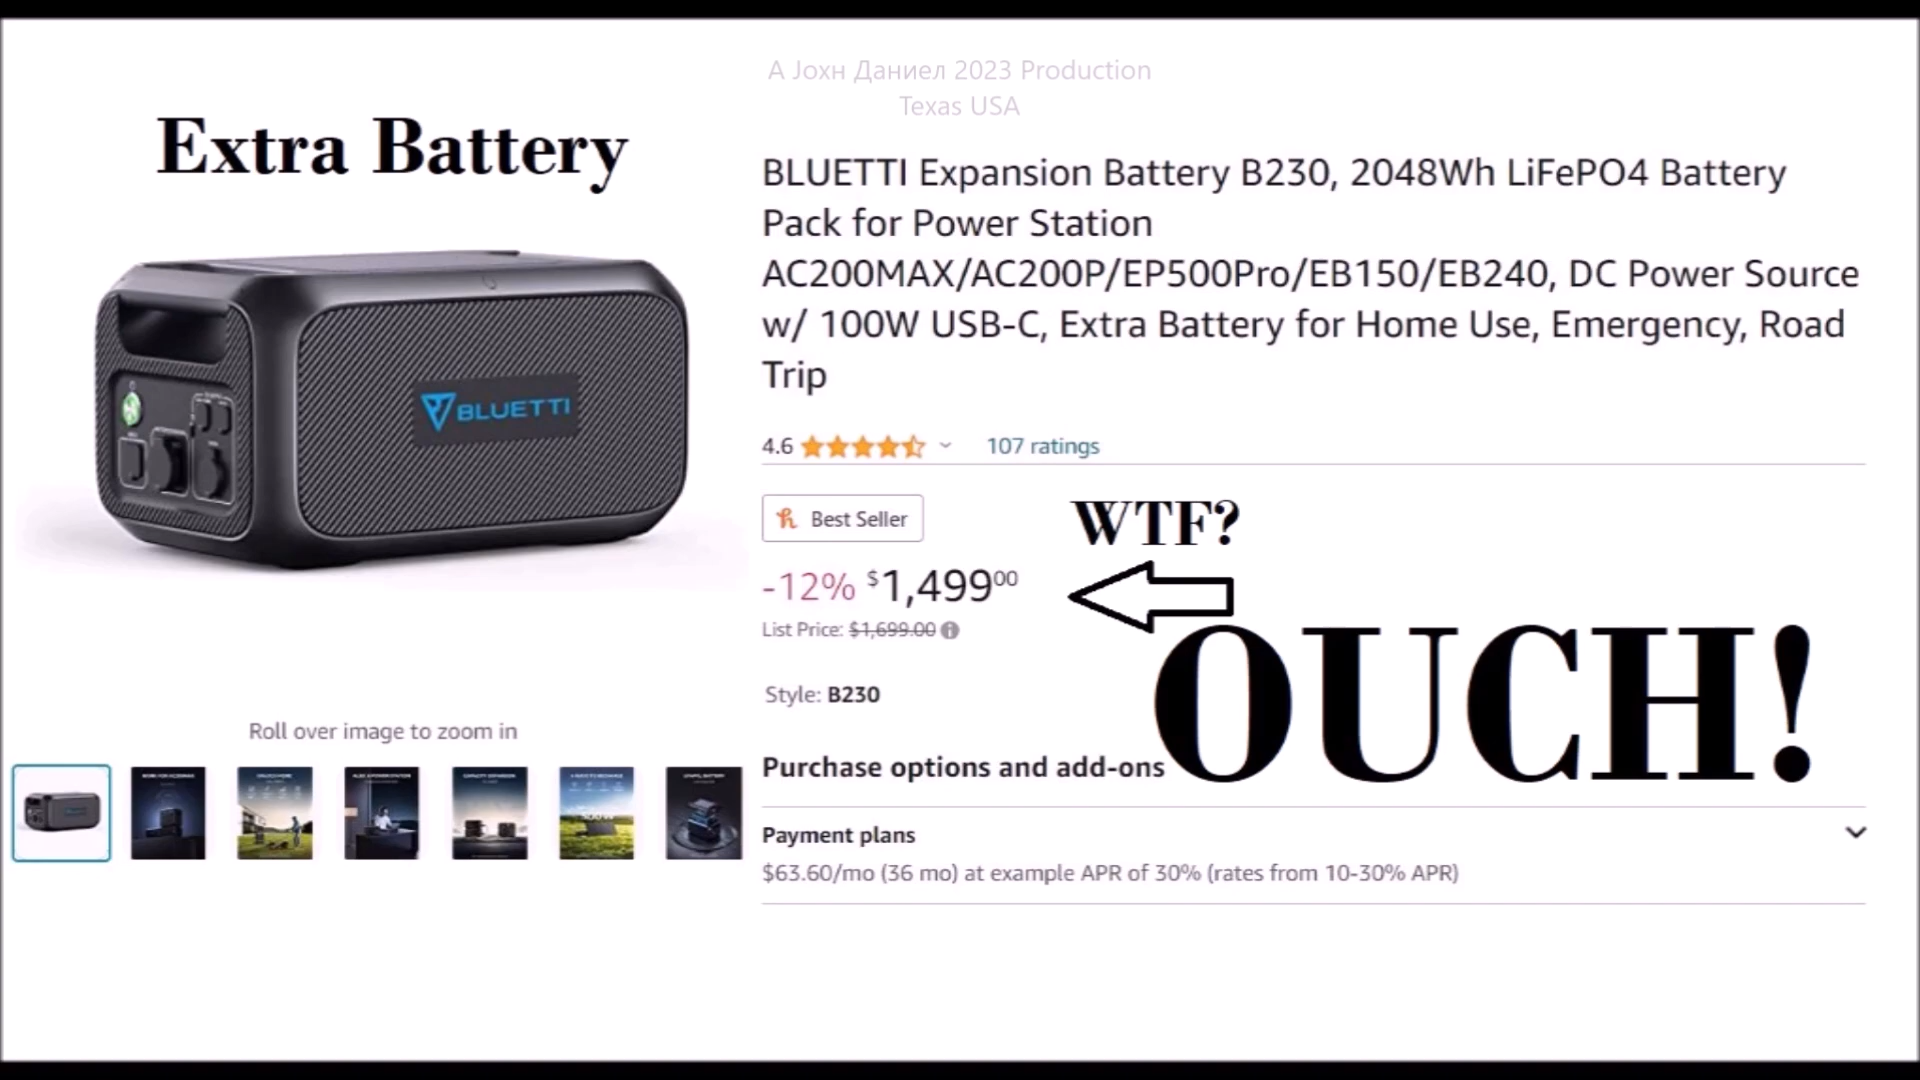 A Joxн Даниел 2023 Production
Texas USA
Extra Battery
BLUETTI Expansion Battery B230, 2048Wh LiFePO4 Battery
Pack for Power Station
AC200MAX/AC200P/EP500Pro/EB150/EB240, DC Power Source
w/ 100W USB-C, Extra Battery for Home Use, Emergency, Road
Trip
BLUETTI
4.6 107 ratings
Best Seller
WTF?
-12% $1,49900
List Price: $1,699.00
OUCH!
Style: B230
Roll over image to zoom in
Purchase options and add-ons
Payment plans
$63.60/mo (36 mo) at example APR of 30% (rates from 10-30% APR)